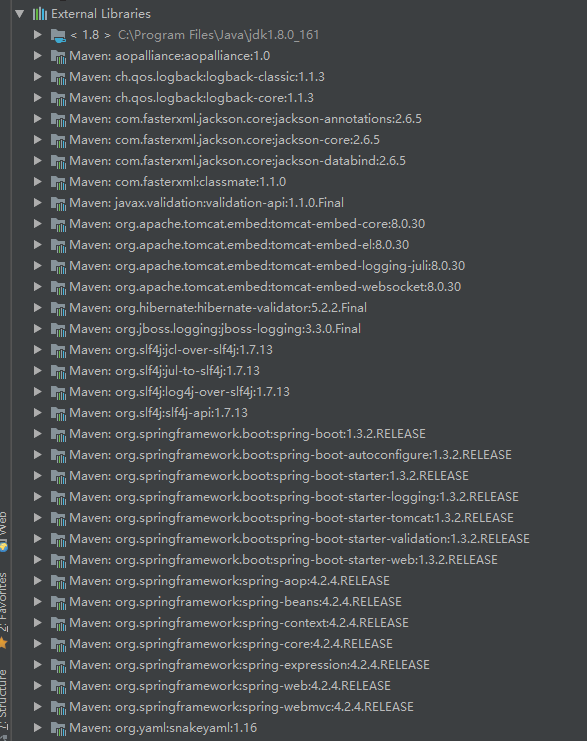 External Libraries
< 1.8 > C:\Program Files\Java\jdk1.8.0_161
Maven: aopalliance:aopalliance:1.0
Maven: ch.qos.logback:logback-classic:1.1.3
Maven: ch.qos.logback:logback-core:1.1.3
Maven: com.fasterxml.jackson.core:jackson-annotations:2.6.5
Maven: com.fasterxml.jackson.core:jackson-core:2.6.5
Maven: com.fasterxml.jackson.core:jackson-databind:2.6.5
Maven: com.fasterxml:classmate:1.1.0
Maven: javax.validation:validation-api:1.1.0.Final
Maven: org.apache.tomcat.embed:tomcat-embed-core:8.0.30
Maven: org.apache.tomcat.embed:tomcat-embed-el:8.0.30
Maven: org.apache.tomcat.embed:tomcat-embed-logging-juli:8.0.30
Maven: org.apache.tomcat.embed:tomcat-embed-websocket:8.0.30
Maven: org.hibernate:hibernate-validator:5.2.2.Final
Maven: org.jboss.logging:jboss-logging:3.3.0.Final
Maven: org.slf4j:jcl-over-slf4j:1.7.13
Maven: org.slf4j:jul-to-slf4j:1.7.13
Maven: org.slf4j:log4j-over-slf4j:1.7.13
Maven: org.slf4j:slf4j-api:1.7.13
Maven: org.springframework.boot:spring-boot:1.3.2.RELEASE
Maven: org.springframework.boot:spring-boot-autoconfigure:1.3.2.RELEASE
Maven: org.springframework.boot:spring-boot-starter:1.3.2.RELEASE
Maven: org.springframework.boot:spring-boot-starter-logging:1.3.2.RELEASE
Maven: org.springframework.boot:spring-boot-starter-tomcat:1.3.2.RELEASE
Maven: org.springframework.boot:spring-boot-starter-validation:1.3.2.RELEASE
Maven: org.springframework.boot:spring-boot-starter-web:1.3.2.RELEASE
Maven: org.springframework:spring-aop:4.2.4.RELEASE
Maven: org.springframework:spring-beans:4.2.4.RELEASE
Maven: org.springframework:spring-context:4.2.4.RELEASE
Maven: org.springframework:spring-core:4.2.4.RELEASE
Maven: org.springframework:spring-expression:4.2.4.RELEASE
Maven: org.springframework:spring-web:4.2.4.RELEASE
Maven: org.springframework:spring-webmvc:4.2.4.RELEASE
Maven: org.yaml:snakeyaml:1.16
Web
2: Favorites
7: Structure